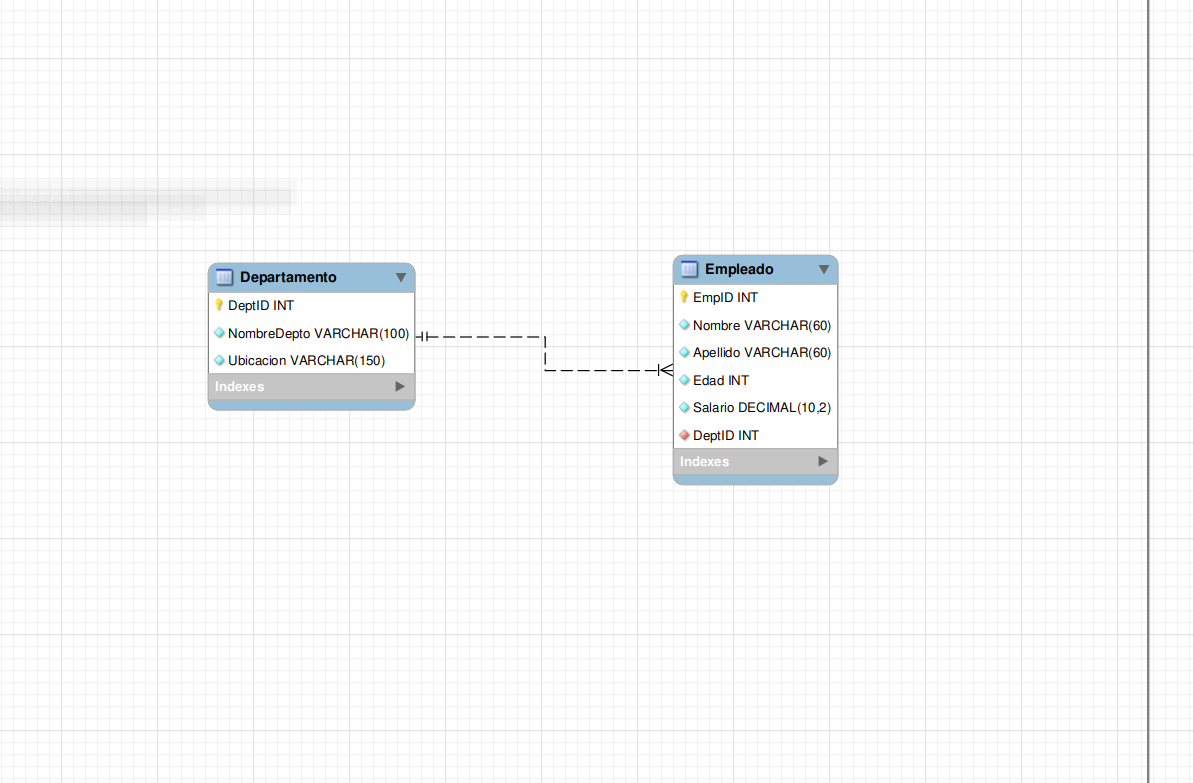 Departamento
DeptID INT
NombreDepto VARCHAR(100)
Ubicacion VARCHAR(150)
Indexes
Empleado
EmpID INT
Nombre VARCHAR(60)
Apellido VARCHAR(60)
Edad INT
Salario DECIMAL(10,2)
DeptID INT
Indexes